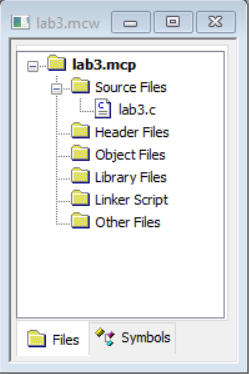 lab3.mcw
lab3.mcp
Source Files
lab3.c
Header Files
Object Files
Library Files
Linker Script
Other Files
Files
Symbols